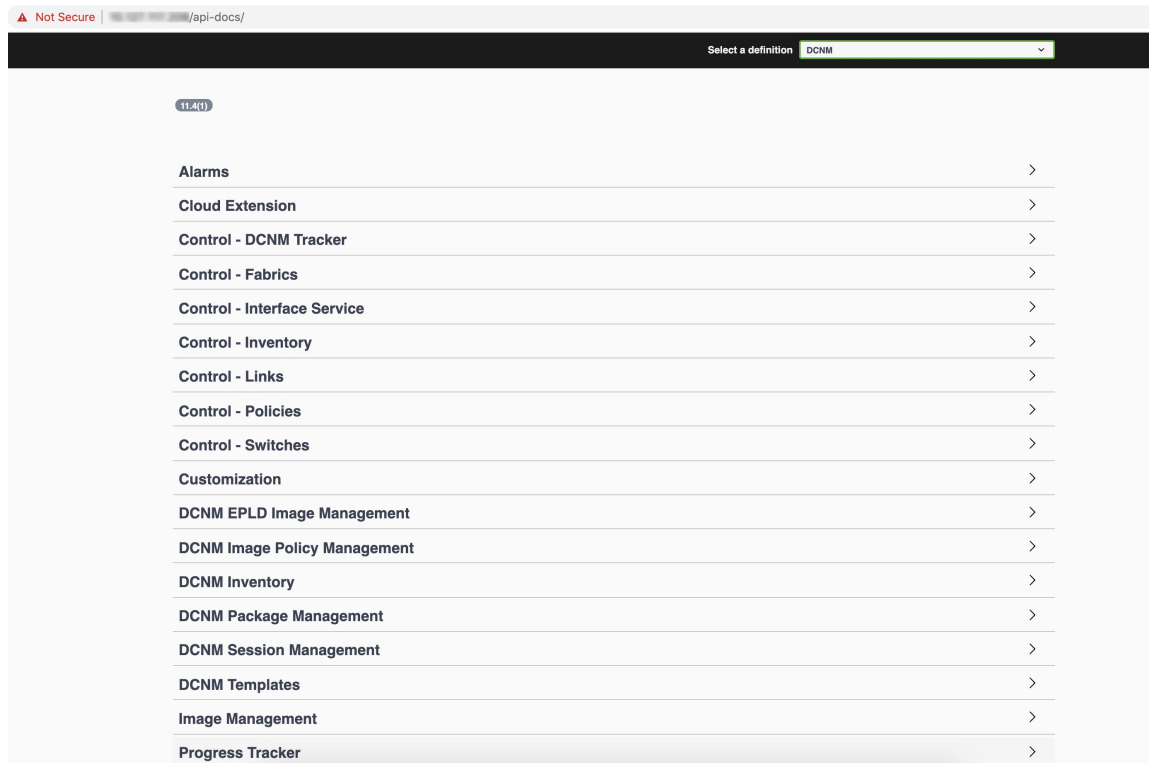 Not Secure /api-docs/
Select a definition DCNM
11.4(1)
Alarms
Cloud Extension
Control - DCNM Tracker
Control - Fabrics
Control - Interface Service
Control - Inventory
Control - Links
Control - Policies
Control - Switches
Customization
DCNM EPLD Image Management
DCNM Image Policy Management
DCNM Inventory
DCNM Package Management
DCNM Session Management
DCNM Templates
Image Management
Progress Tracker